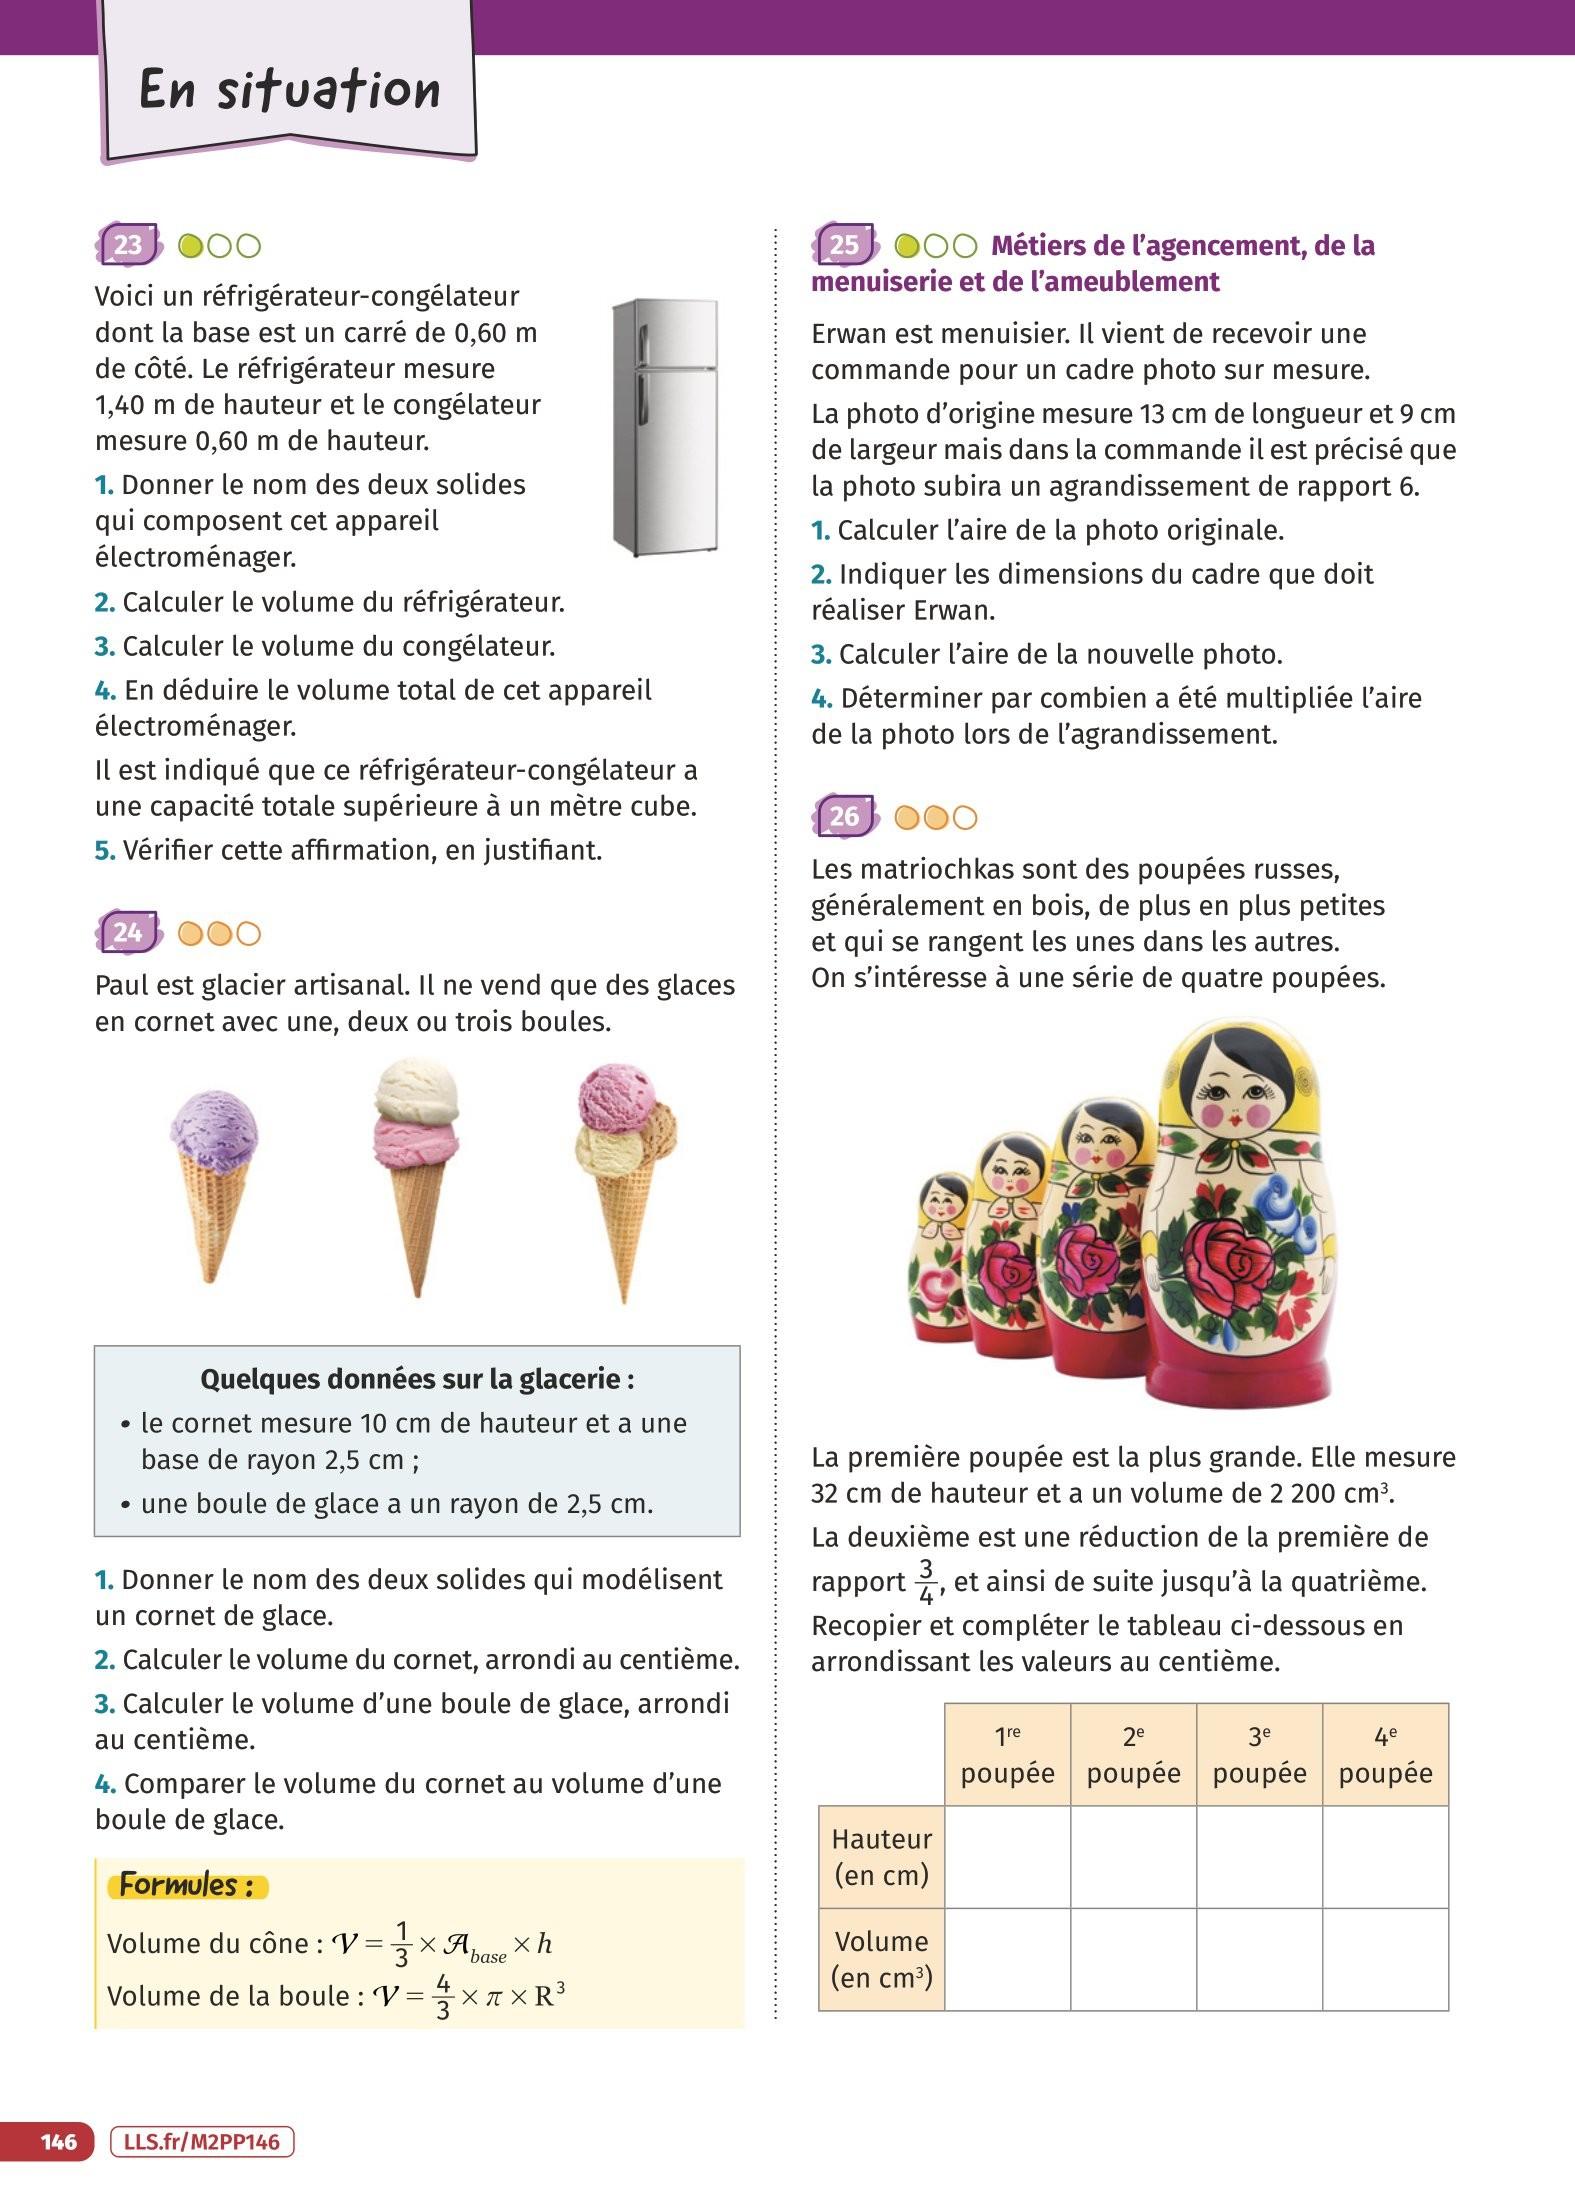 En situation
23
Voici un réfrigérateur-congélateur
dont la base est un carré de 0,60 m
de côté. Le réfrigérateur mesure
1,40 m de hauteur et le congélateur
mesure 0,60 m de hauteur.
1. Donner le nom des deux solides
qui composent cet appareil
électroménager.
2. Calculer le volume du réfrigérateur.
3. Calculer le volume du congélateur.
4. En déduire le volume total de cet appareil
électroménager.
Il est indiqué que ce réfrigérateur-congélateur a
une capacité totale supérieure à un mètre cube.
5. Vérifier cette affirmation, en justifiant.
24
Paul est glacier artisanal. Il ne vend que des glaces
en cornet avec une, deux ou trois boules.
Quelques données sur la glacerie :
• le cornet mesure 10 cm de hauteur et a une
base de rayon 2,5 cm ;
• une boule de glace a un rayon de 2,5 cm.
1. Donner le nom des deux solides qui modélisent
un cornet de glace.
2. Calculer le volume du cornet, arrondi au centième.
3. Calculer le volume d'une boule de glace, arrondi
au centième.
4. Comparer le volume du cornet au volume d'une
boule de glace.
Formules :
Volume du cône : 𝒱 = 1/3 × 𝒜base × h
Volume de la boule : 𝒱 = 4/3 × π × R³
25 Métiers de l'agencement, de la
menuiserie et de l'ameublement
Erwan est menuisier. Il vient de recevoir une
commande pour un cadre photo sur mesure.
La photo d'origine mesure 13 cm de longueur et 9 cm
de largeur mais dans la commande il est précisé que
la photo subira un agrandissement de rapport 6.
1. Calculer l'aire de la photo originale.
2. Indiquer les dimensions du cadre que doit
réaliser Erwan.
3. Calculer l'aire de la nouvelle photo.
4. Déterminer par combien a été multipliée l'aire
de la photo lors de l'agrandissement.
26
Les matriochkas sont des poupées russes,
généralement en bois, de plus en plus petites
et qui se rangent les unes dans les autres.
On s'intéresse à une série de quatre poupées.
La première poupée est la plus grande. Elle mesure
32 cm de hauteur et a un volume de 2 200 cm³.
La deuxième est une réduction de la première de
rapport 3/4, et ainsi de suite jusqu'à la quatrième.
Recopier et compléter le tableau ci-dessous en
arrondissant les valeurs au centième.
1re poupée 2e poupée 3e poupée 4e poupée
Hauteur
(en cm)
Volume
(en cm³)
146 LLS.fr/M2PP146